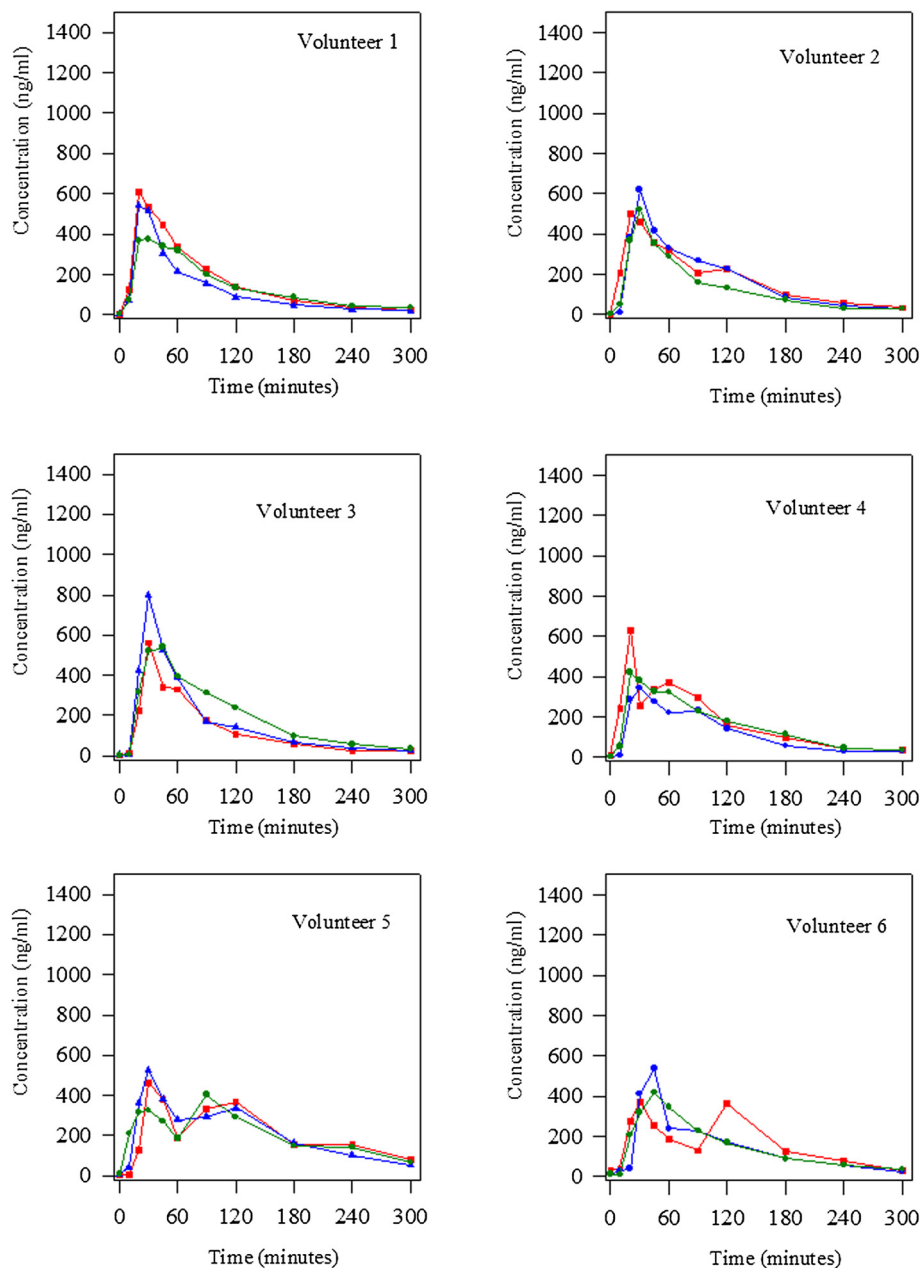 Volunteer 1
Concentration (ng/ml)
1400
1200
1000
800
600
400
200
0
0 60 120 180 240 300
Time (minutes)
Volunteer 2
Concentration (ng/ml)
1400
1200
1000
800
600
400
200
0
0 60 120 180 240 300
Time (minutes)
Volunteer 3
Concentration (ng/ml)
1400
1200
1000
800
600
400
200
0
0 60 120 180 240 300
Time (minutes)
Volunteer 4
Concentration (ng/ml)
1400
1200
1000
800
600
400
200
0
0 60 120 180 240 300
Time (minutes)
Volunteer 5
Concentration (ng/ml)
1400
1200
1000
800
600
400
200
0
0 60 120 180 240 300
Time (minutes)
Volunteer 6
Concentration (ng/ml)
1400
1200
1000
800
600
400
200
0
0 60 120 180 240 300
Time (minutes)